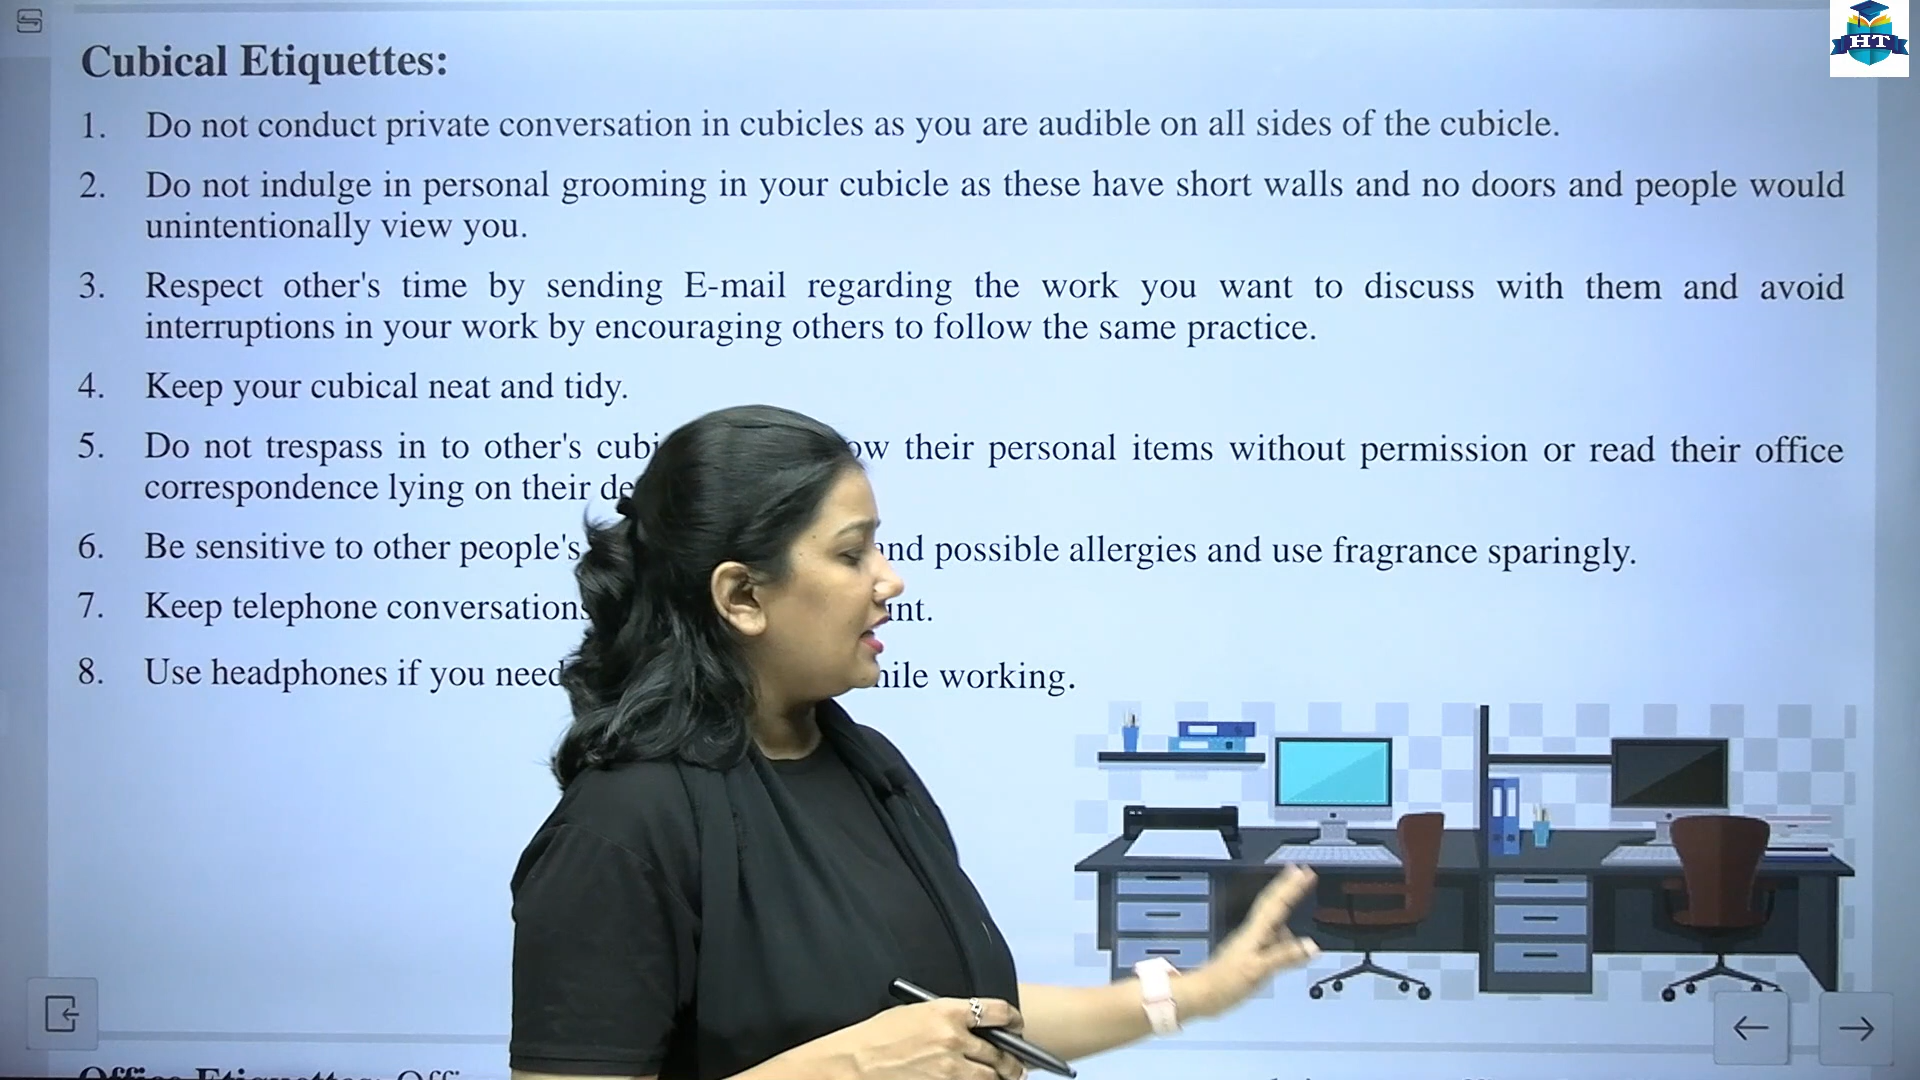 HT
Cubical Etiquettes:
1. Do not conduct private conversation in cubicles as you are audible on all sides of the cubicle.
2. Do not indulge in personal grooming in your cubicle as these have short walls and no doors and people would
unintentionally view you.
3. Respect other's time by sending E-mail regarding the work you want to discuss with them and avoid
interruptions in your work by encouraging others to follow the same practice.
4. Keep your cubical neat and tidy.
5. Do not trespass in to other's their personal items without permission or read their office
correspondence lying on their
6. Be sensitive to other people's possible allergies and use fragrance sparingly.
7. Keep telephone conversations
8. Use headphones if you need working.
Office Etiquettes: